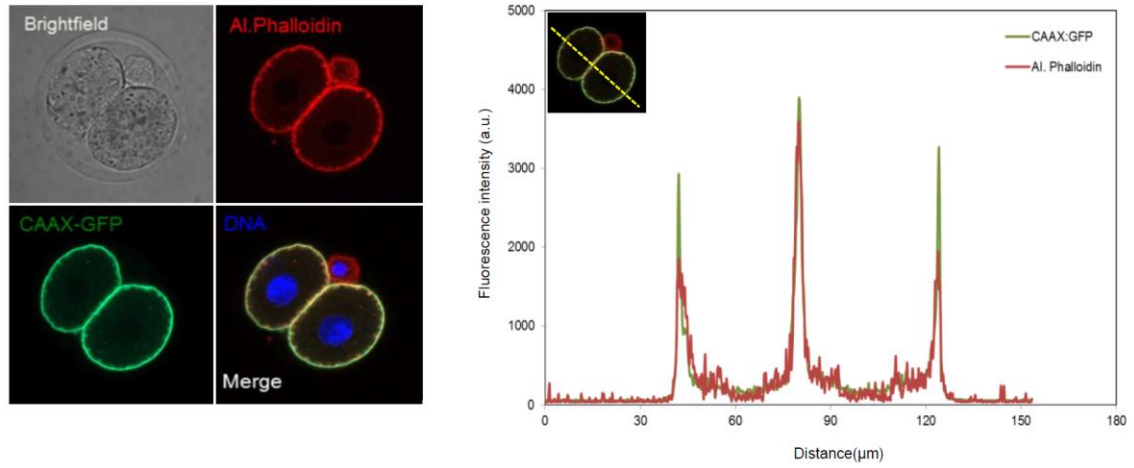 Brightfield
Al.Phalloidin
CAAX-GFP
DNA
Merge
5000
4000
3000
2000
1000
0
Fluorescence intensity (a.u.)
CAAX:GFP
Al. Phalloidin
0
30
60
90
120
150
180
Distance(µm)